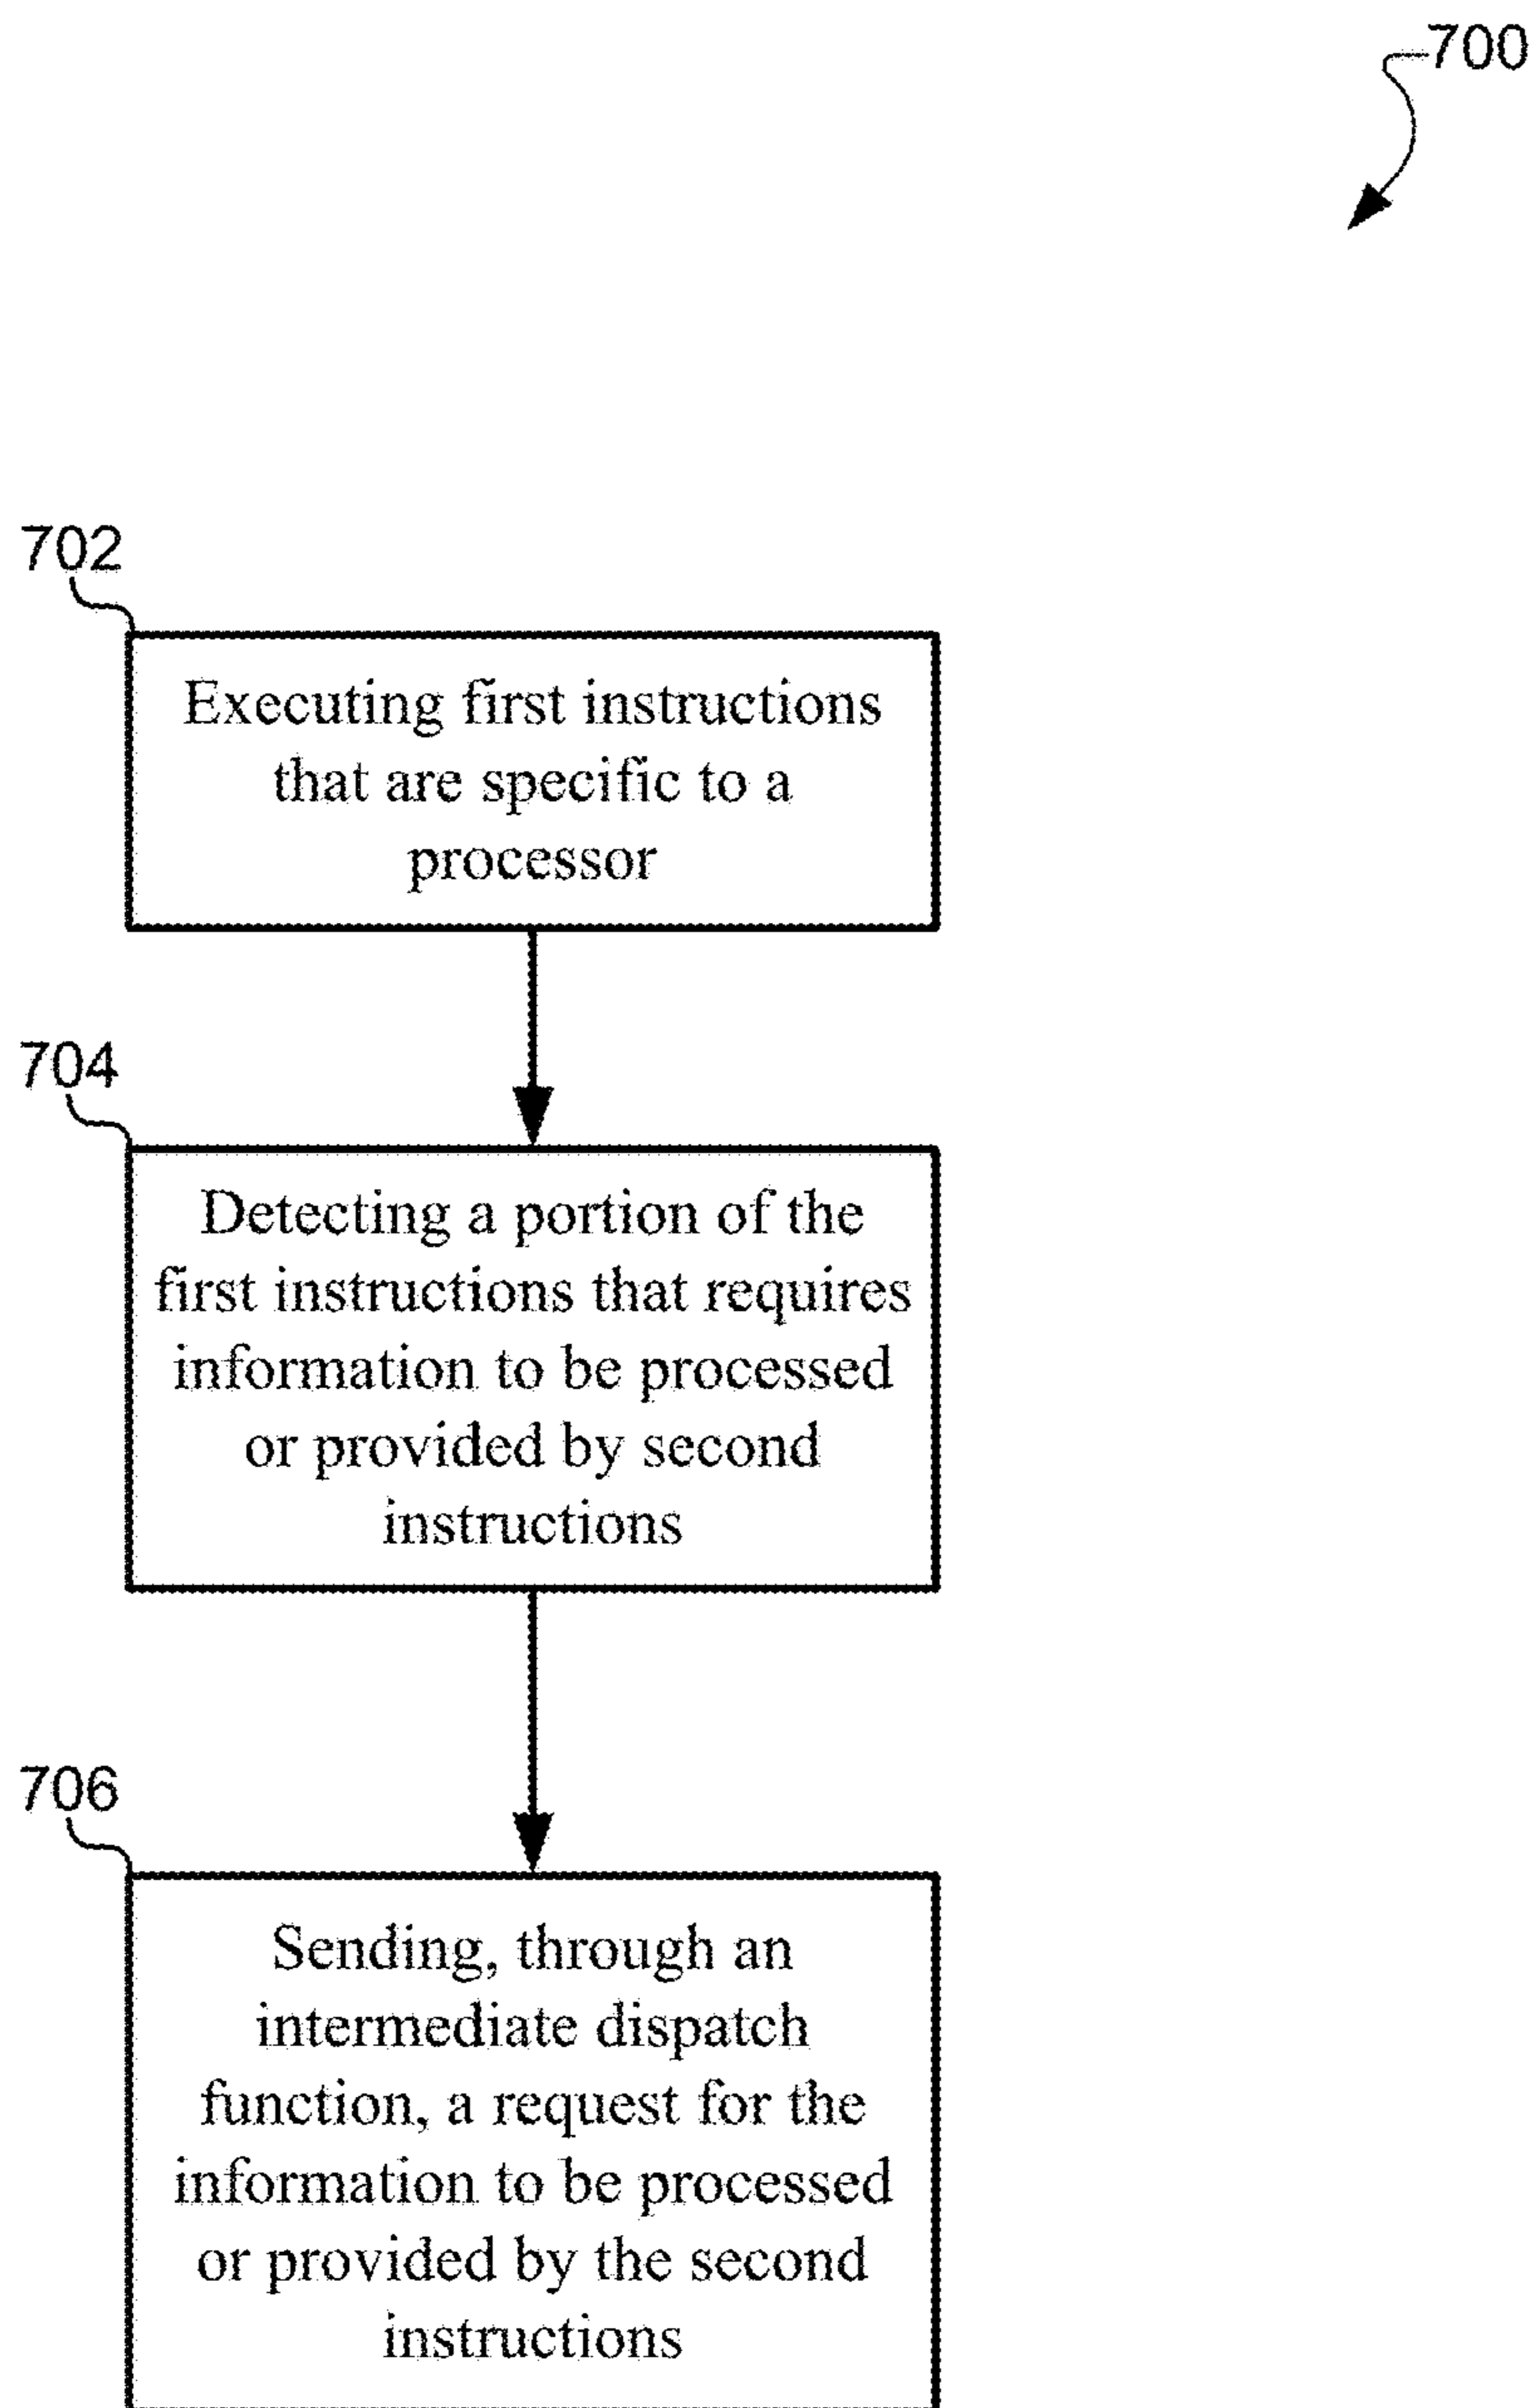 700
702
Executing first instructions
that are specific to a
processor
704
Detecting a portion of the
first instructions that requires
information to be processed
or provided by second
instructions
706
Sending, through an
intermediate dispatch
function, a request for the
information to be processed
or provided by the second
instructions